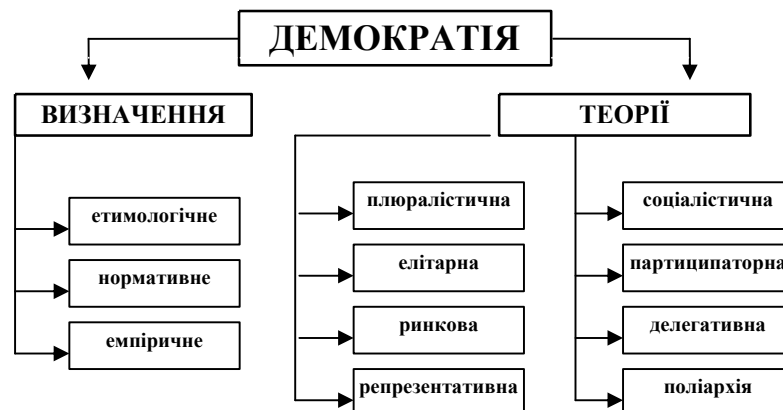 ДЕМОКРАТІЯ
ВИЗНАЧЕННЯ
етимологічне
нормативне
емпіричне
ТЕОРІЇ
плюралістична
елітарна
ринкова
репрезентативна
соціалістична
партиципаторна
делегативна
поліархія